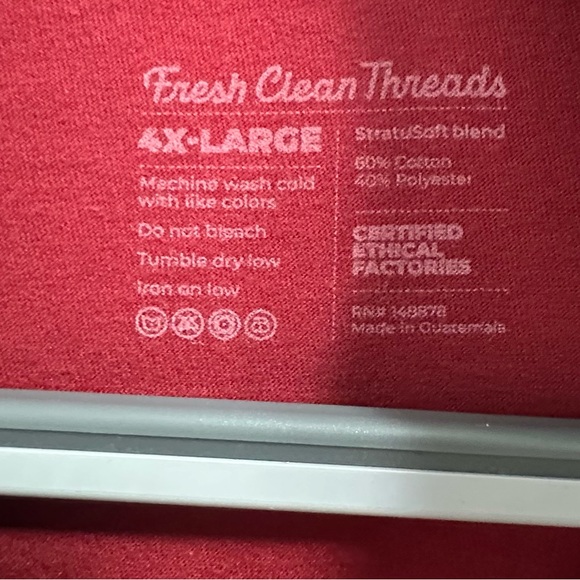 Fresh Clean Threads
4X-LARGE
Machine wash cold
with like colors
Do not bleach
Tumble dry low
Iron on low
StratuSoft blend
60% Cotton
40% Polyester
CERTIFIED
ETHICAL
FACTORIES
RN# 148878
Made in Guatemala